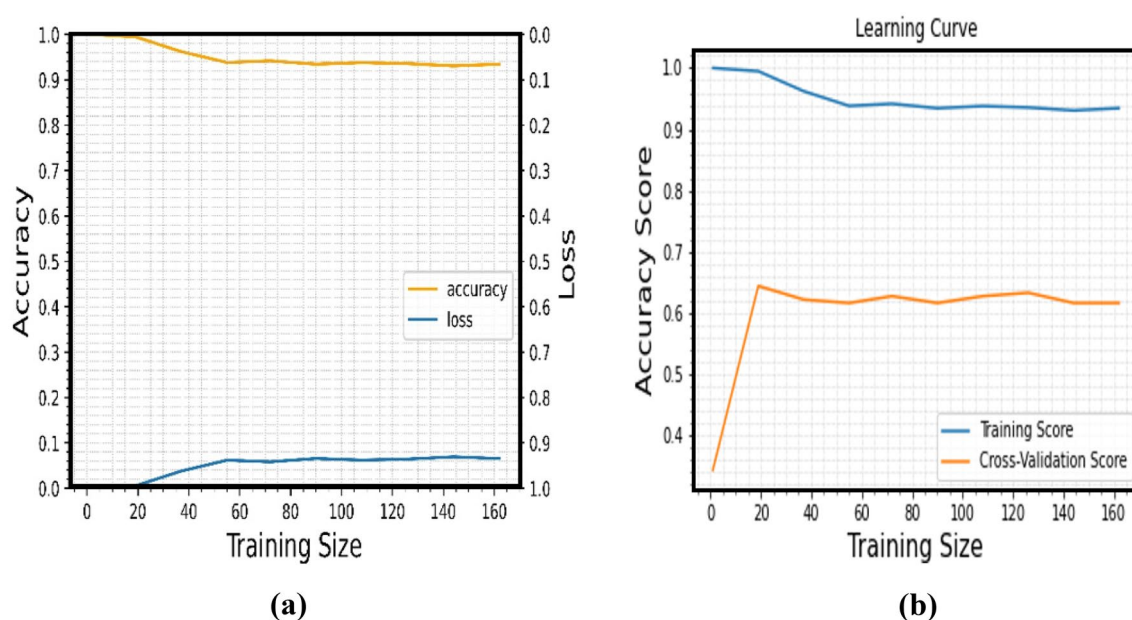 1.0
0.9
0.8
0.7
0.6
0.5
0.4
0.3
0.2
0.1
0.0
Accuracy
0.0
0.1
0.2
0.3
0.4
0.5
0.6
0.7
0.8
0.9
1.0
Loss
accuracy
loss
0 20 40 60 80 100 120 140 160
Training Size
(a)
Learning Curve
1.0
0.9
0.8
0.7
0.6
0.5
0.4
Accuracy Score
Training Score
Cross-Validation Score
0 20 40 60 80 100 120 140 160
Training Size
(b)